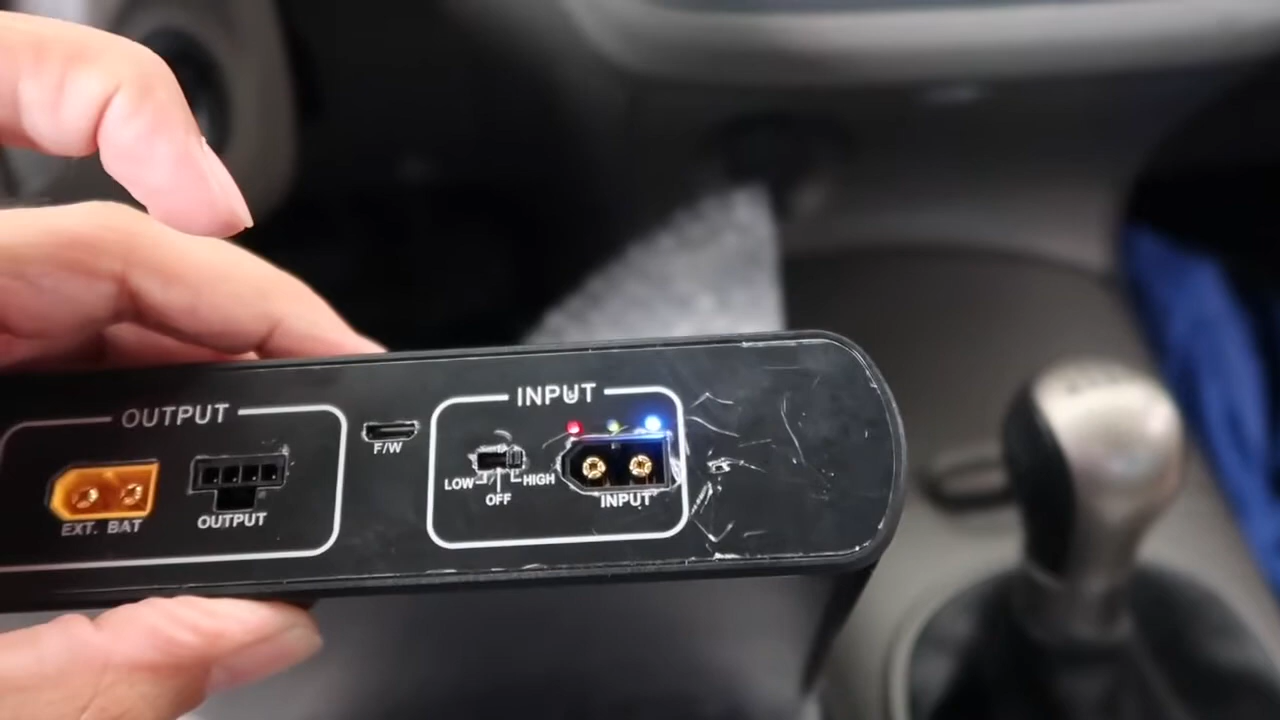 OUTPUT
EXT. BAT
OUTPUT
F/W
INPUT
LOW
OFF
HIGH
INPUT